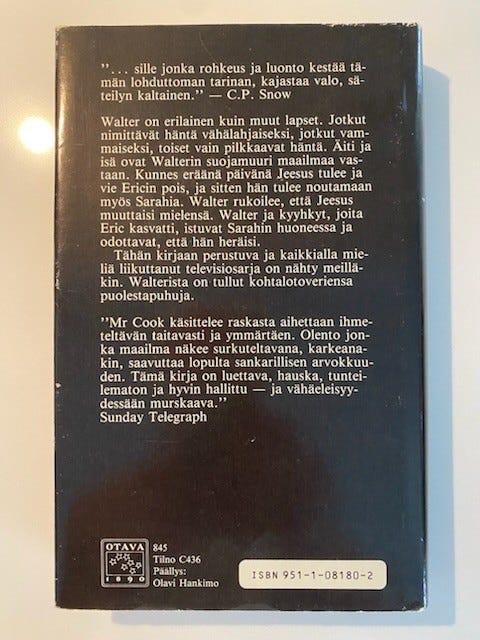 "... sille jonka rohkeus ja luonto kestää tä-
män lohduttoman tarinan, kajastaa valo, sä-
teilyn kaltainen." — C.P. Snow
Walter on erilainen kuin muut lapset. Jotkut
nimittävät häntä vähälahjaiseksi, jotkut vam-
maiseksi, toiset vain pilkkaavat häntä. Äiti ja
isä ovat Walterin suojamuuri maailmaa vas-
taan. Kunnes eräänä päivänä Jeesus tulee ja
vie Ericin pois, ja sitten hän tulee noutamaan
myös Sarahia. Walter rukoilee, että Jeesus
muuttaisi mielensä. Walter ja kyyhkyt, joita
Eric kasvatti, istuvat Sarahin huoneessa ja
odottavat, että hän heräisi.
Tähän kirjaan perustuva ja kaikkialla mie-
liä liikuttanut televisiosarja on nähty meillä-
kin. Walterista on tullut kohtalotoveriensa
puolestapuhuja.
"Mr Cook käsittelee raskasta aihettaan ihme-
teltävän taitavasti ja ymmärtäen. Olento jon-
ka maailma näkee surkuteltavana, karkeana-
kin, saavuttaa lopulta sankarillisen arvokkuu-
den. Tämä kirja on luettava, hauska, tuntei-
lematon ja hyvin hallittu — ja vähäeleisyy-
dessään murskaava."
Sunday Telegraph
OTAVA
1890
845
Tilno C436
Päällys:
Olavi Hankimo
ISBN 951-1-08180-2